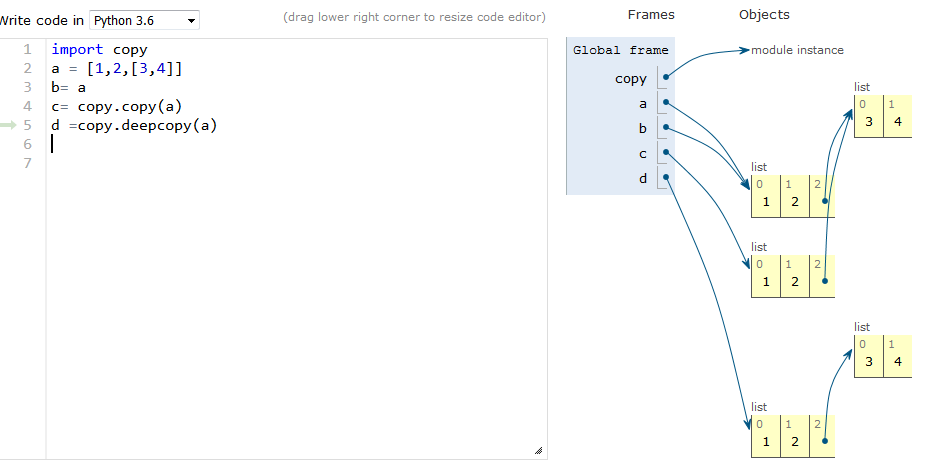 Write code in Python 3.6
(drag lower right corner to resize code editor)
Frames
Objects
1 import copy
2 a = [1,2,[3,4]]
3 b= a
4 c= copy.copy(a)
5 d =copy.deepcopy(a)
6
7
Global frame
copy
a
b
c
d
module instance
list
0 1
3 4
list
0 1 2
1 2
list
0 1 2
1 2
list
0 1
3 4
list
0 1 2
1 2